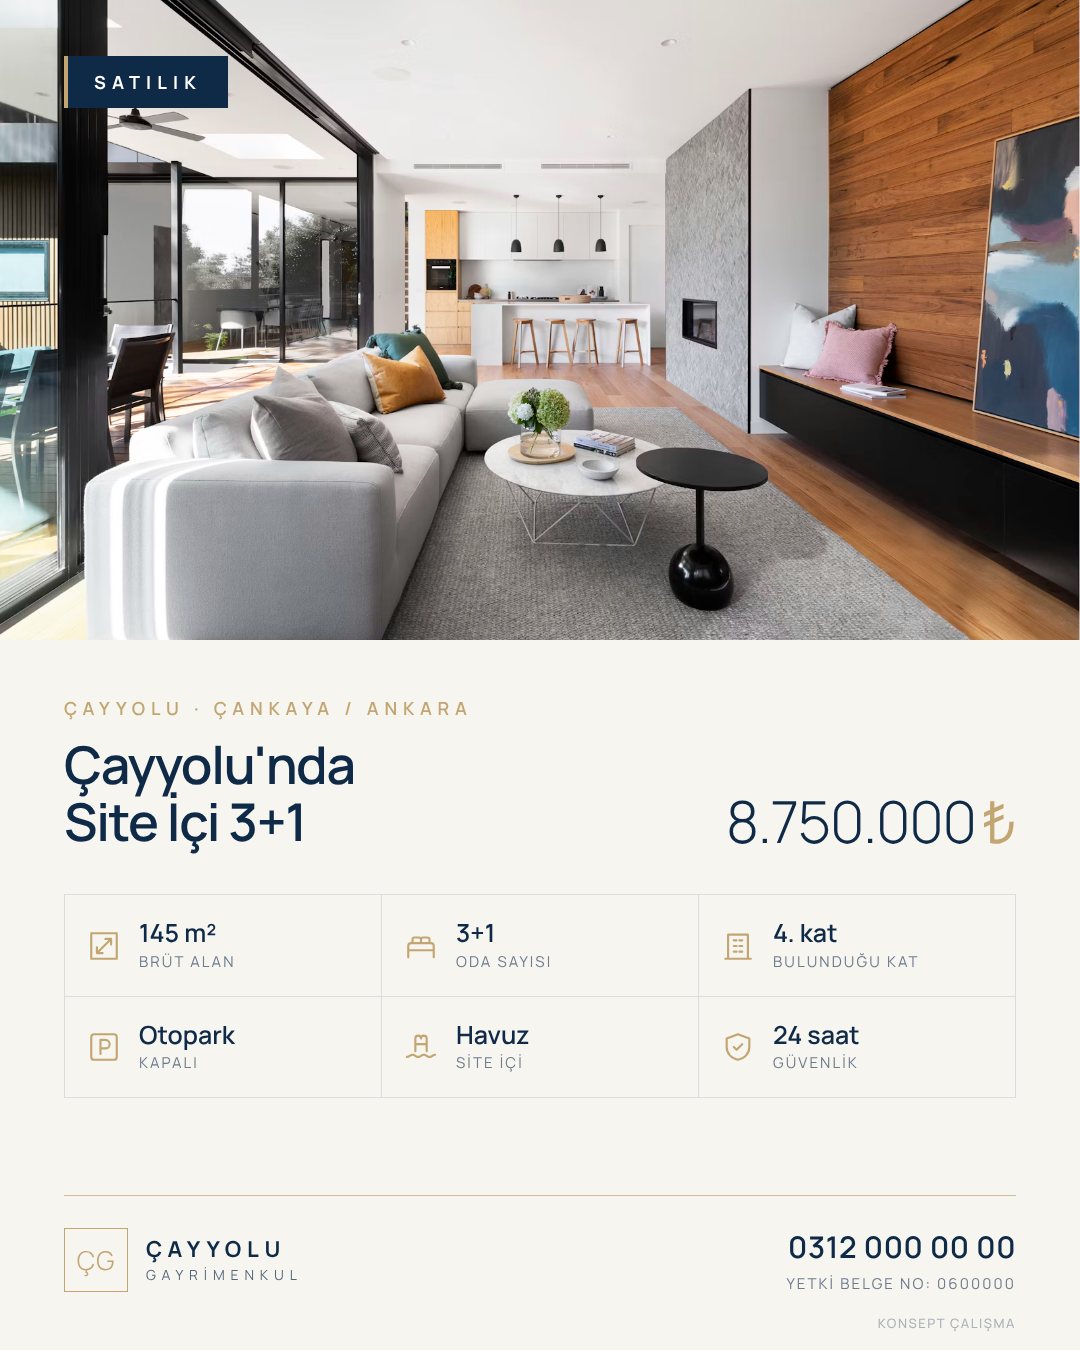 SATILIK
ÇAYYOLU · ÇANKAYA / ANKARA
Çayyolu'nda
Site İçi 3+1
8.750.000 ₺
145 m²
BRÜT ALAN
3+1
ODA SAYISI
4. kat
BULUNDUĞU KAT
Otopark
KAPALI
Havuz
SİTE İÇİ
24 saat
GÜVENLİK
ÇG
ÇAYYOLU
GAYRİMENKUL
0312 000 00 00
YETKİ BELGE NO: 0600000
KONSEPT ÇALIŞMA